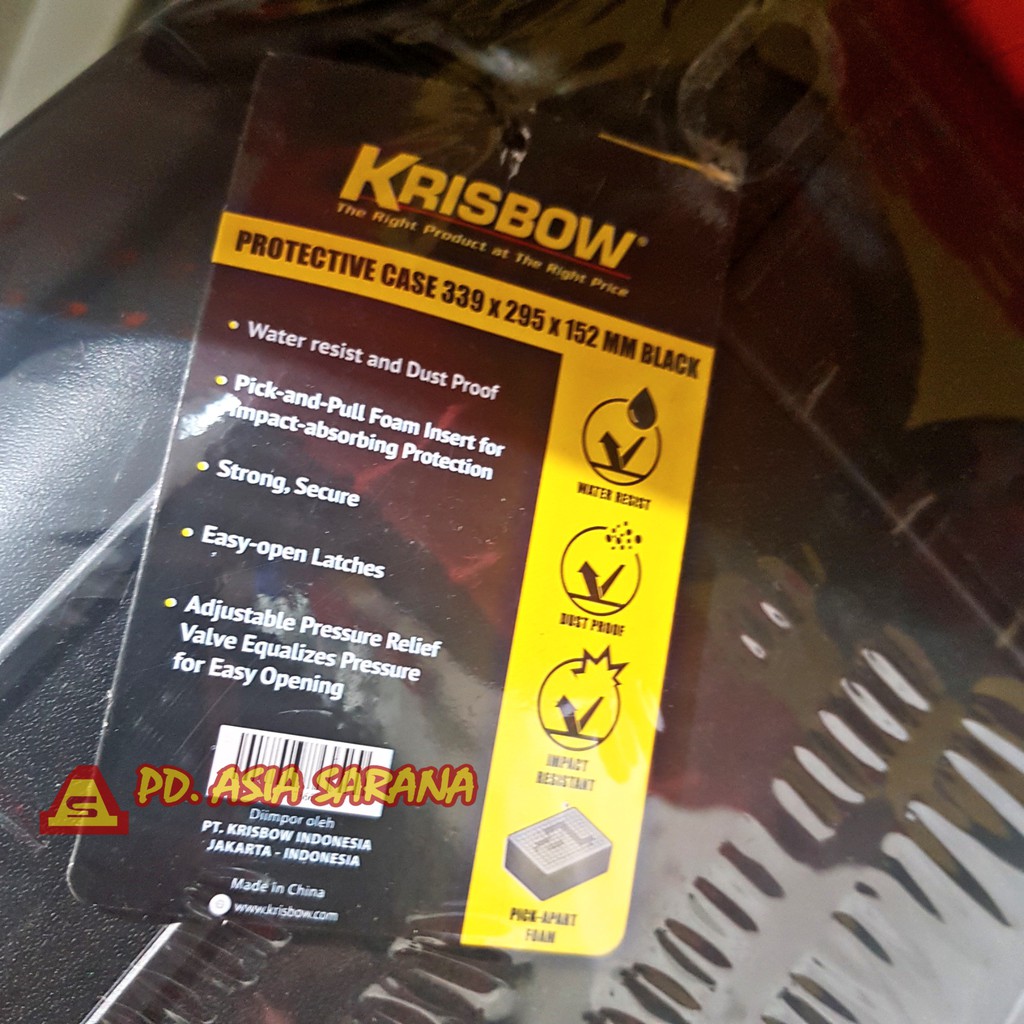 KRISBOW®
The Right Product at The Right Price
PROTECTIVE CASE 339 x 295 x 152 MM BLACK
• Water resist and Dust Proof
• Pick-and-Pull Foam Insert for
Impact-absorbing Protection
• Strong, Secure
• Easy-open Latches
• Adjustable Pressure Relief
Valve Equalizes Pressure
for Easy Opening
WATER RESIST
DUST PROOF
IMPACT
RESISTANT
PICK-APART
FOAM
PD. ASIA SARANA
Diimpor oleh
PT. KRISBOW INDONESIA
JAKARTA - INDONESIA
Made in China
www.krisbow.com